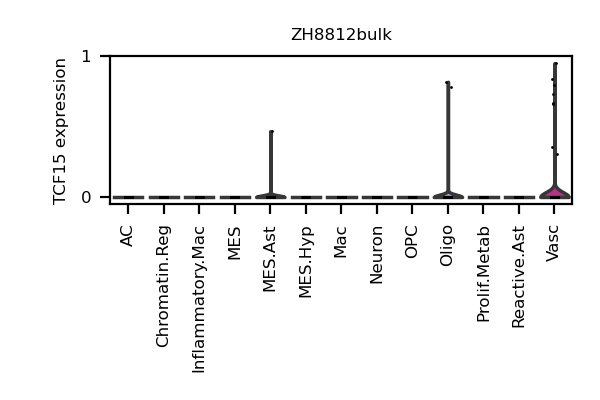 ZH8812bulk
TCF15 expression
1
0
AC
Chromatin.Reg
Inflammatory.Mac
MES
MES.Ast
MES.Hyp
Mac
Neuron
OPC
Oligo
Prolif.Metab
Reactive.Ast
Vasc